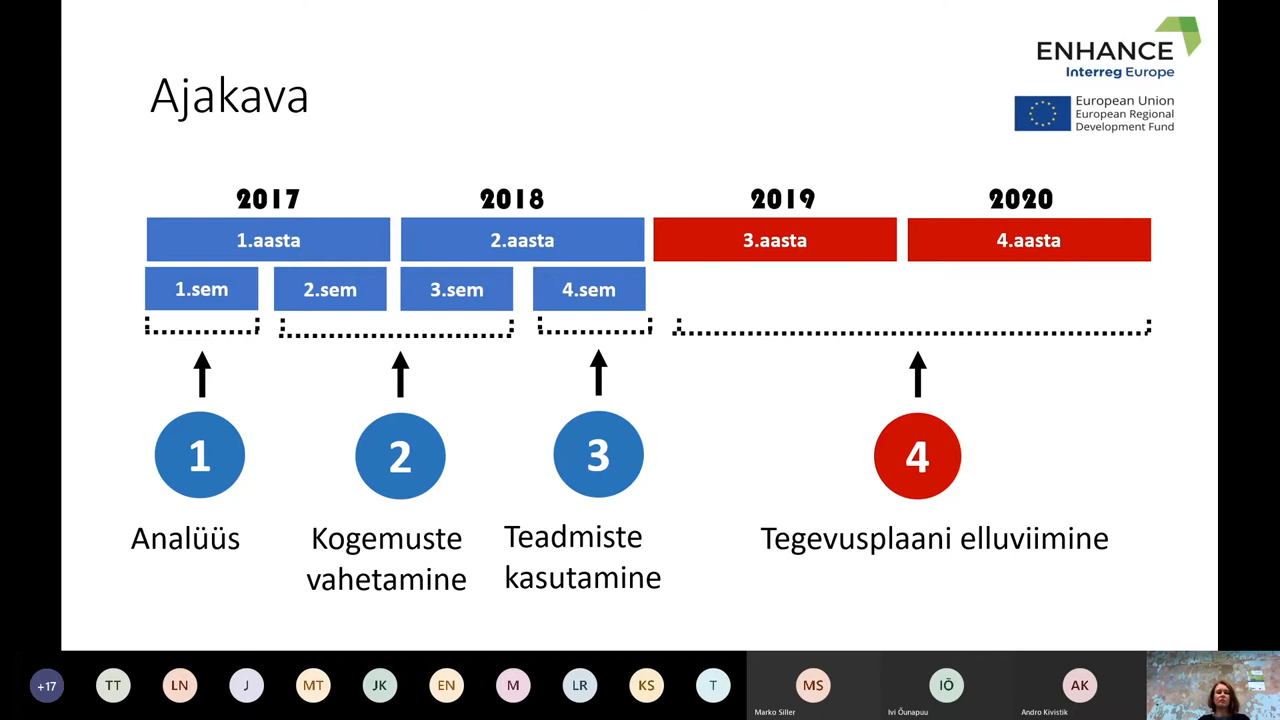 ENHANCE
Interreg Europe
European Union
European Regional
Development Fund
Ajakava
2017 2018 2019 2020
1.aasta 2.aasta 3.aasta 4.aasta
1.sem 2.sem 3.sem 4.sem
1 2 3 4
Analüüs
Kogemuste
vahetamine
Teadmiste
kasutamine
Tegevusplaani elluviimine
+17 TT LN J MT JK EN M LR KS T MS IÕ AK
Marko Siller Ivi Õunapuu Andro Kivistik